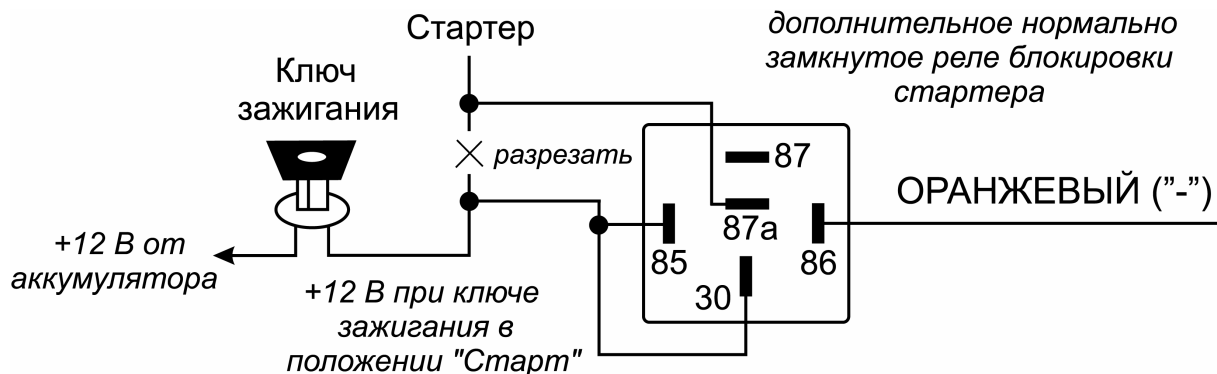 Стартер
дополнительное нормально
замкнутое реле блокировки
стартера
Ключ
зажигания
разрезать
87
87а
85
86
30
ОРАНЖЕВЫЙ ("-")
+12 В от
аккумулятора
+12 В при ключе
зажигания в
положении "Старт"